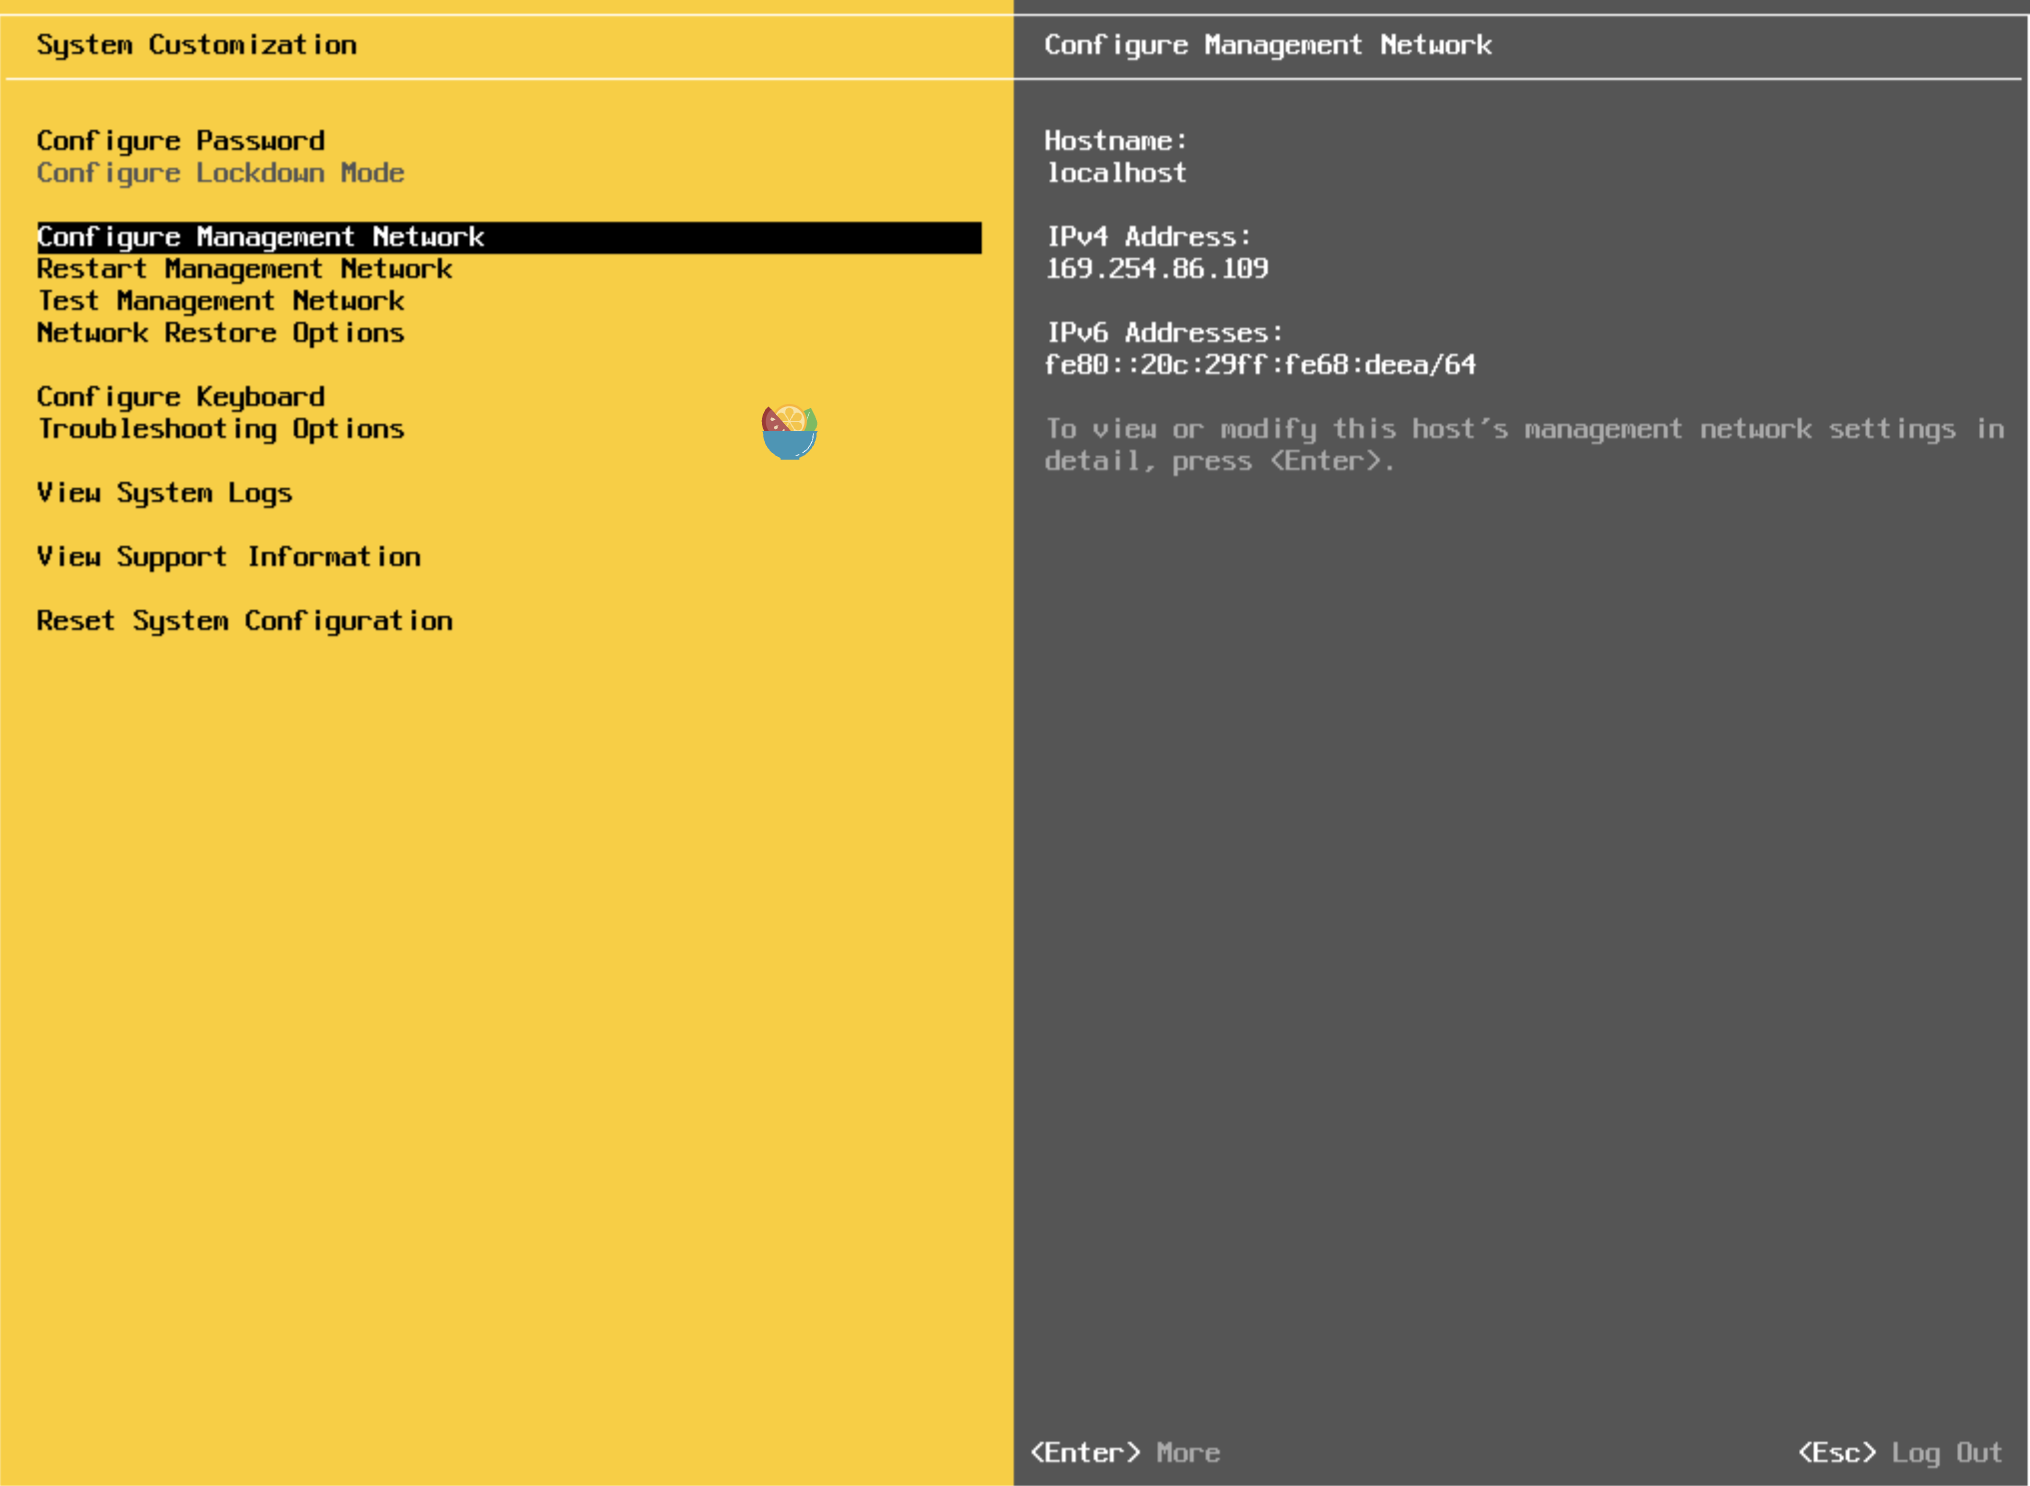 System Customization
Configure Password
Configure Lockdown Mode
Configure Management Network
Restart Management Network
Test Management Network
Network Restore Options
Configure Keyboard
Troubleshooting Options
View System Logs
View Support Information
Reset System Configuration
Configure Management Network
Hostname:
localhost
IPv4 Address:
169.254.86.109
IPv6 Addresses:
fe80::20c:29ff:fe68:deea/64
To view or modify this host's management network settings in
detail, press <Enter>.
<Enter> More
<Esc> Log Out